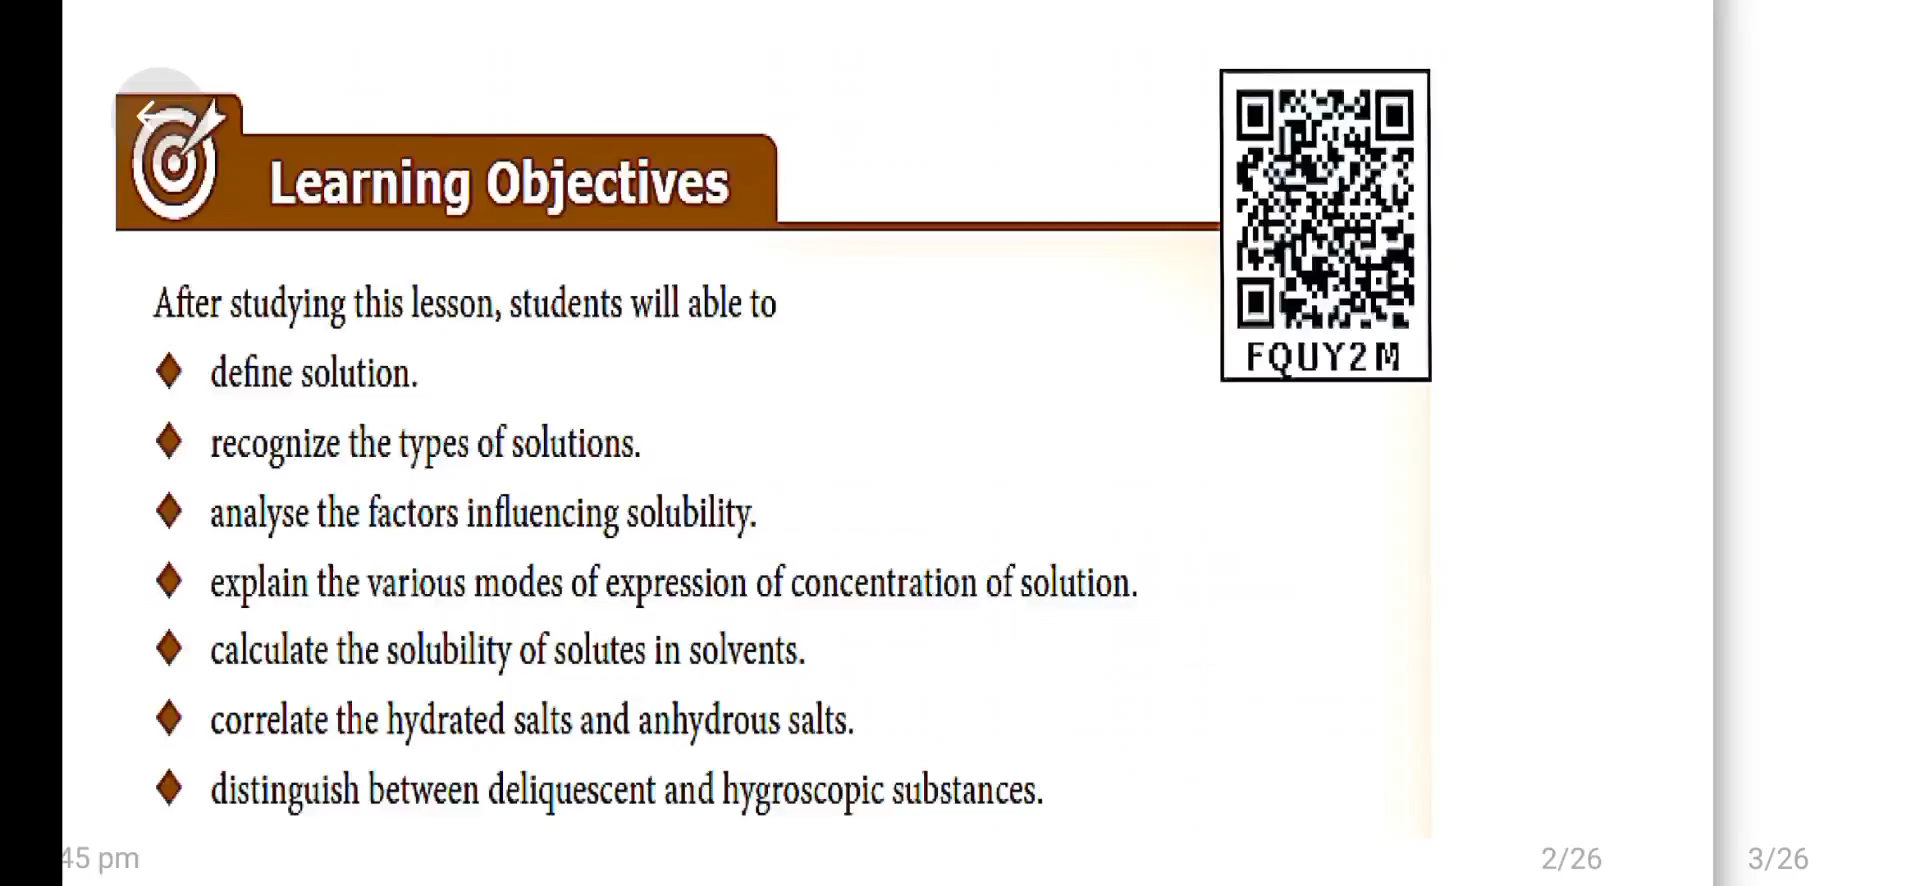 Learning Objectives
FQUY2M
After studying this lesson, students will able to
define solution.
recognize the types of solutions.
analyse the factors influencing solubility.
explain the various modes of expression of concentration of solution.
calculate the solubility of solutes in solvents.
correlate the hydrated salts and anhydrous salts.
distinguish between deliquescent and hygroscopic substances.
45 pm
2/26
3/26